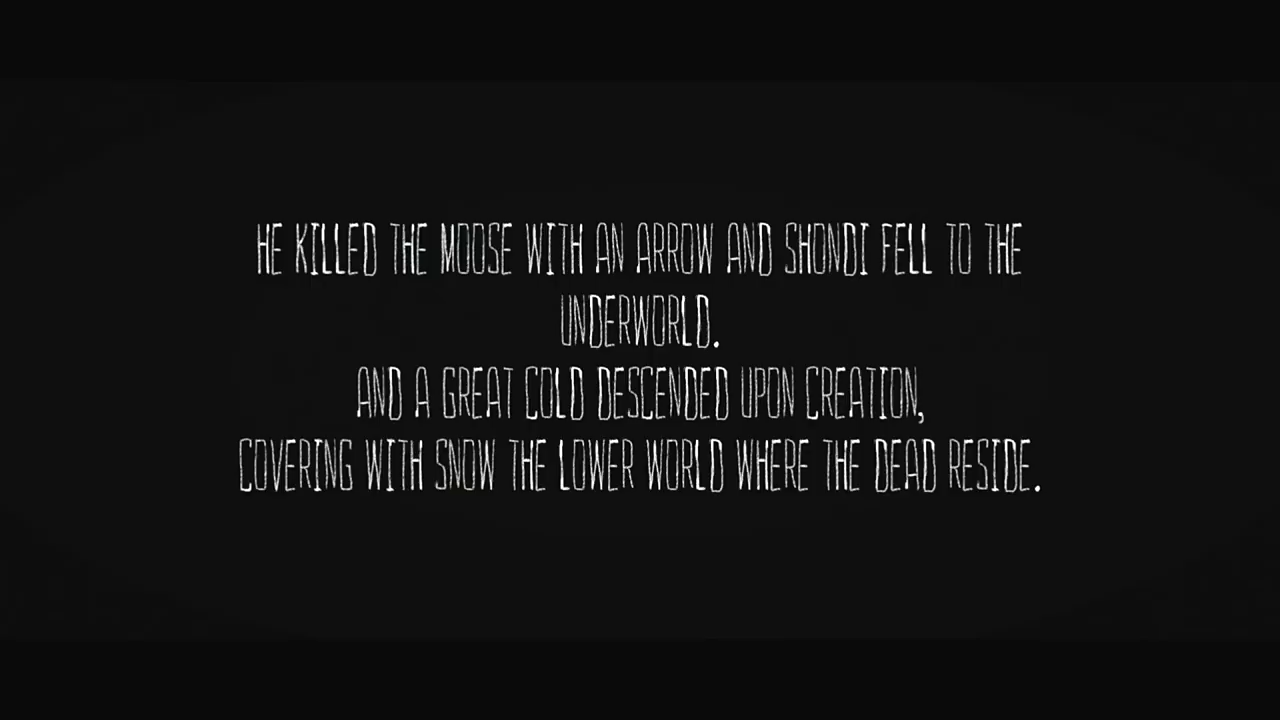 HE KILLED THE MOOSE WITH AN ARROW AND SHONDI FELL TO THE
UNDERWORLD.
AND A GREAT COLD DESCENDED UPON CREATION,
COVERING WITH SNOW THE LOWER WORLD WHERE THE DEAD RESIDE.